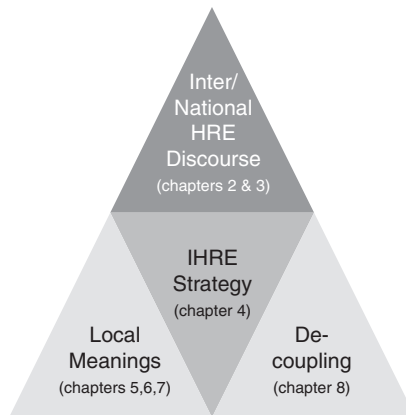 Inter/
National
HRE
Discourse
(chapters 2 & 3)
IHRE
Strategy
(chapter 4)
Local
Meanings
(chapters 5,6,7)
De-
coupling
(chapter 8)